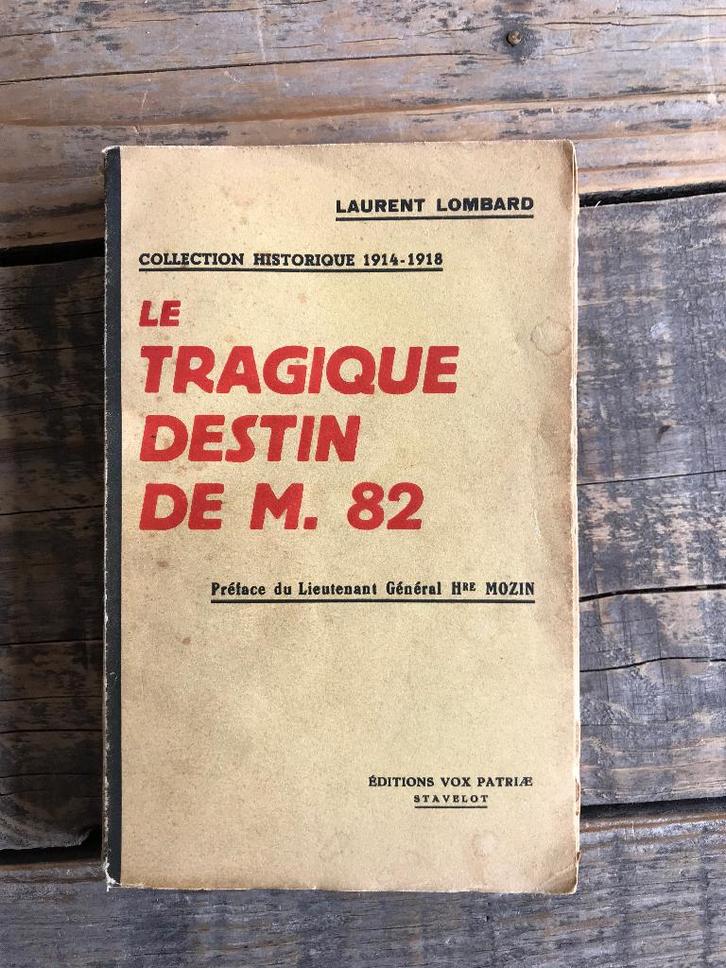 LAURENT LOMBARD
COLLECTION HISTORIQUE 1914-1918
LE
TRAGIQUE
DESTIN
DE M. 82
Préface du Lieutenant Général HRE MOZIN
ÉDITIONS VOX PATRIÆ
STAVELOT